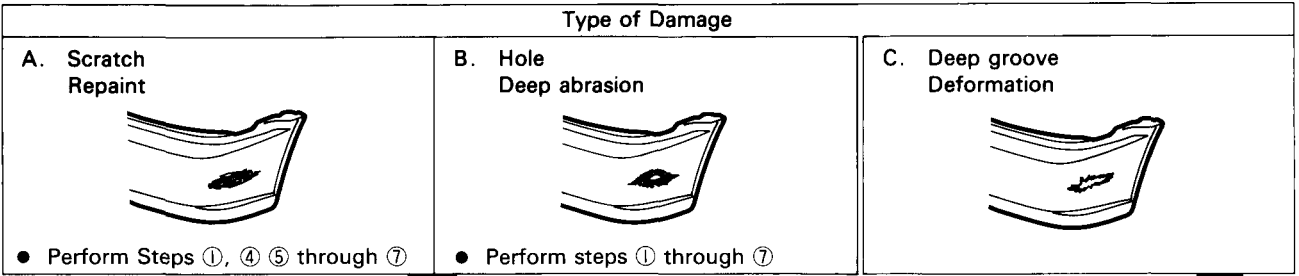 Type of Damage
A. Scratch
Repaint
● Perform Steps ①, ④ ⑤ through ⑦
B. Hole
Deep abrasion
● Perform steps ① through ⑦
C. Deep groove
Deformation